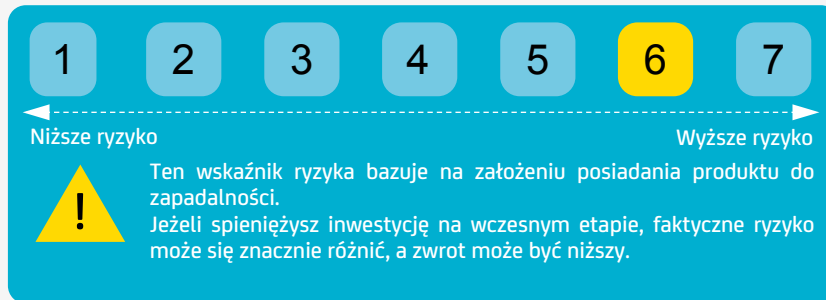 1 2 3 4 5 6 7
Niższe ryzyko Wyższe ryzyko
!
Ten wskaźnik ryzyka bazuje na założeniu posiadania produktu do
zapadalności.
Jeżeli spieniężysz inwestycję na wczesnym etapie, faktyczne ryzyko
może się znacznie różnić, a zwrot może być niższy.